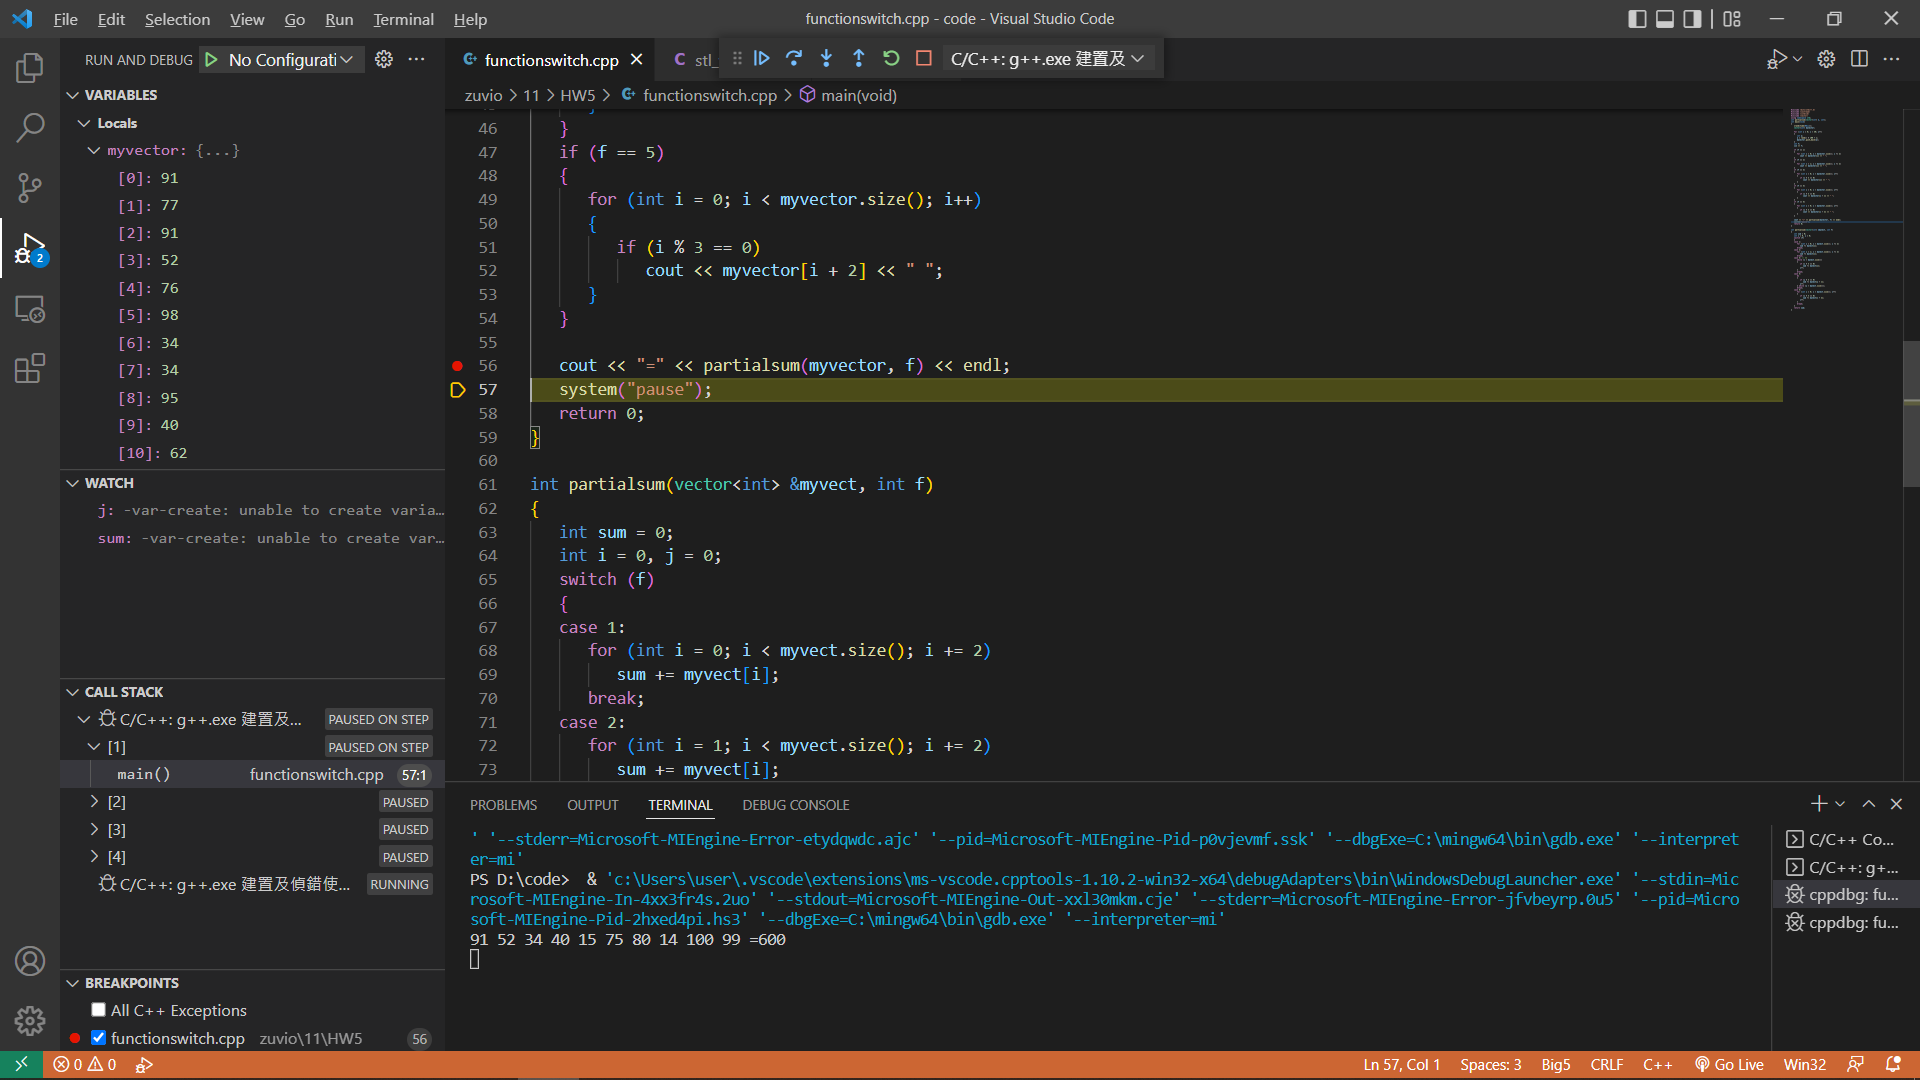 File Edit Selection View Go Run Terminal Help
functionswitch.cpp - code - Visual Studio Code
RUN AND DEBUG
No Configurati
functionswitch.cpp
stl_
C/C++: g++.exe 建置及
zuvio > 11 > HW5 > functionswitch.cpp > main(void)
VARIABLES
Locals
myvector: {...}
[0]: 91
[1]: 77
[2]: 91
[3]: 52
[4]: 76
[5]: 98
[6]: 34
[7]: 34
[8]: 95
[9]: 40
[10]: 62
WATCH
j: -var-create: unable to create varia…
sum: -var-create: unable to create var…
CALL STACK
C/C++: g++.exe 建置及... PAUSED ON STEP
[1] PAUSED ON STEP
main() functionswitch.cpp 57:1
[2] PAUSED
[3] PAUSED
[4] PAUSED
C/C++: g++.exe 建置及偵錯使... RUNNING
BREAKPOINTS
All C++ Exceptions
functionswitch.cpp zuvio\11\HW5 56
46 }
47 if (f == 5)
48 {
49 for (int i = 0; i < myvector.size(); i++)
50 {
51 if (i % 3 == 0)
52 cout << myvector[i + 2] << " ";
53 }
54 }
55
56 cout << "=" << partialsum(myvector, f) << endl;
57 system("pause");
58 return 0;
59 }
60
61 int partialsum(vector<int> &myvect, int f)
62 {
63 int sum = 0;
64 int i = 0, j = 0;
65 switch (f)
66 {
67 case 1:
68 for (int i = 0; i < myvect.size(); i += 2)
69 sum += myvect[i];
70 break;
71 case 2:
72 for (int i = 1; i < myvect.size(); i += 2)
73 sum += myvect[i];
PROBLEMS OUTPUT TERMINAL DEBUG CONSOLE
' '--stderr=Microsoft-MIEngine-Error-etydqwdc.ajc' '--pid=Microsoft-MIEngine-Pid-p0vjevmf.ssk' '--dbgExe=C:\mingw64\bin\gdb.exe' '--interpret
er=mi'
PS D:\code>  & 'c:\Users\user\.vscode\extensions\ms-vscode.cpptools-1.10.2-win32-x64\debugAdapters\bin\WindowsDebugLauncher.exe' '--stdin=Mic
rosoft-MIEngine-In-4xx3fr4s.2uo' '--stdout=Microsoft-MIEngine-Out-xxl30mkm.cje' '--stderr=Microsoft-MIEngine-Error-jfvbeyrp.0u5' '--pid=Micro
soft-MIEngine-Pid-2hxed4pi.hs3' '--dbgExe=C:\mingw64\bin\gdb.exe' '--interpreter=mi'
91 52 34 40 15 75 80 14 100 99 =600
C/C++ Co...
C/C++: g+...
cppdbg: fu...
cppdbg: fu...
2
0 0
Ln 57, Col 1 Spaces: 3 Big5 CRLF C++ Go Live Win32